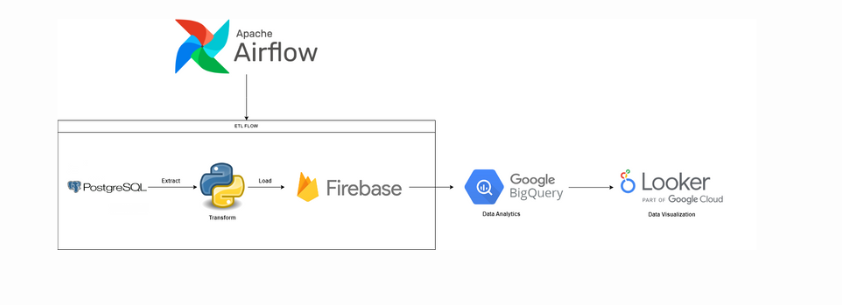 Apache
Airflow
ETL FLOW
PostgreSQL
Extract
Transform
Load
Firebase
Google
BigQuery
Data Analytics
Looker
PART OF Google Cloud
Data Visualization